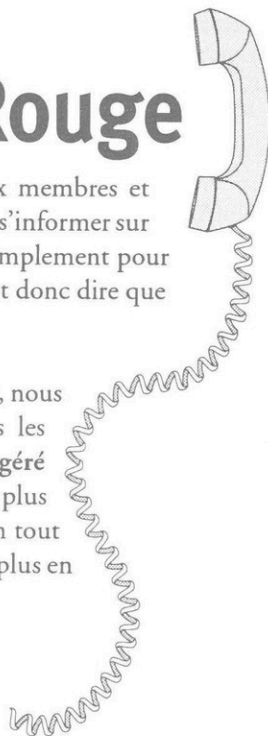 Rouge
x membres et
s'informer sur
mplement pour
t donc dire que
, nous
s les
géré
plus
n tout
plus en